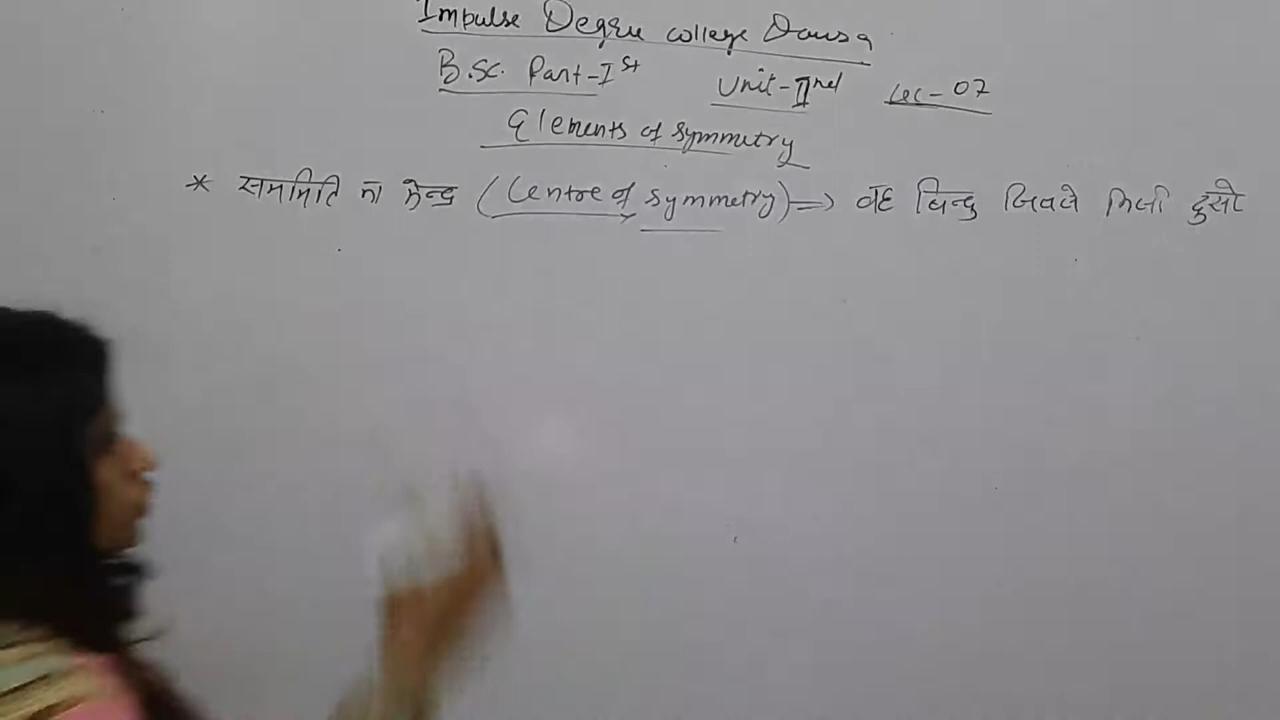 Impulse Degree college Dausa
B.Sc. Part-Ist Unit-IInd Lec-07
Elements of Symmetry
* सममिति का केन्द्र (Centre of Symmetry) => वह बिन्दु जिससे किसी दुसरे